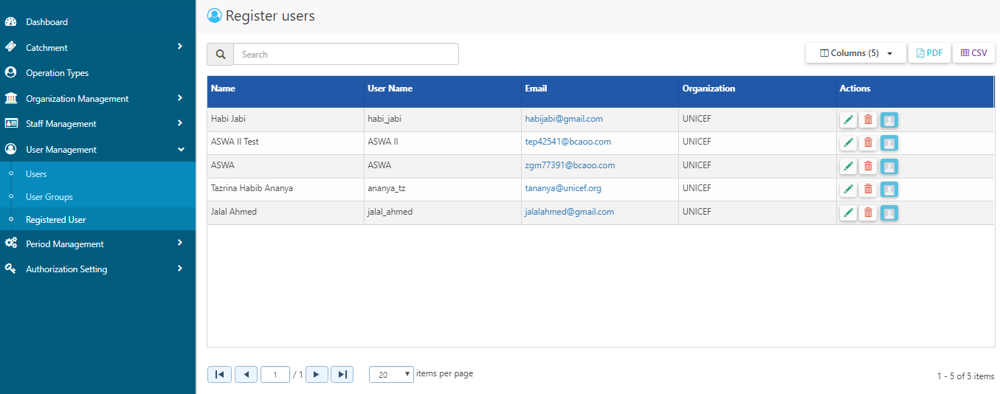 Dashboard
Catchment
Operation Types
Organization Management
Staff Management
User Management
Users
User Groups
Registered User
Period Management
Authorization Setting
Register users
Search
Columns (5)
PDF
CSV
Name User Name Email Organization Actions
Habi Jabi habi_jabi habijabi@gmail.com UNICEF
ASWA II Test ASWA II tep42541@bcaoo.com UNICEF
ASWA ASWA zgm77391@bcaoo.com UNICEF
Tazrina Habib Ananya ananya_tz tananya@unicef.org UNICEF
Jalal Ahmed jalal_ahmed jalalahmed@gmail.com UNICEF
1 / 1 20 items per page 1 - 5 of 5 items